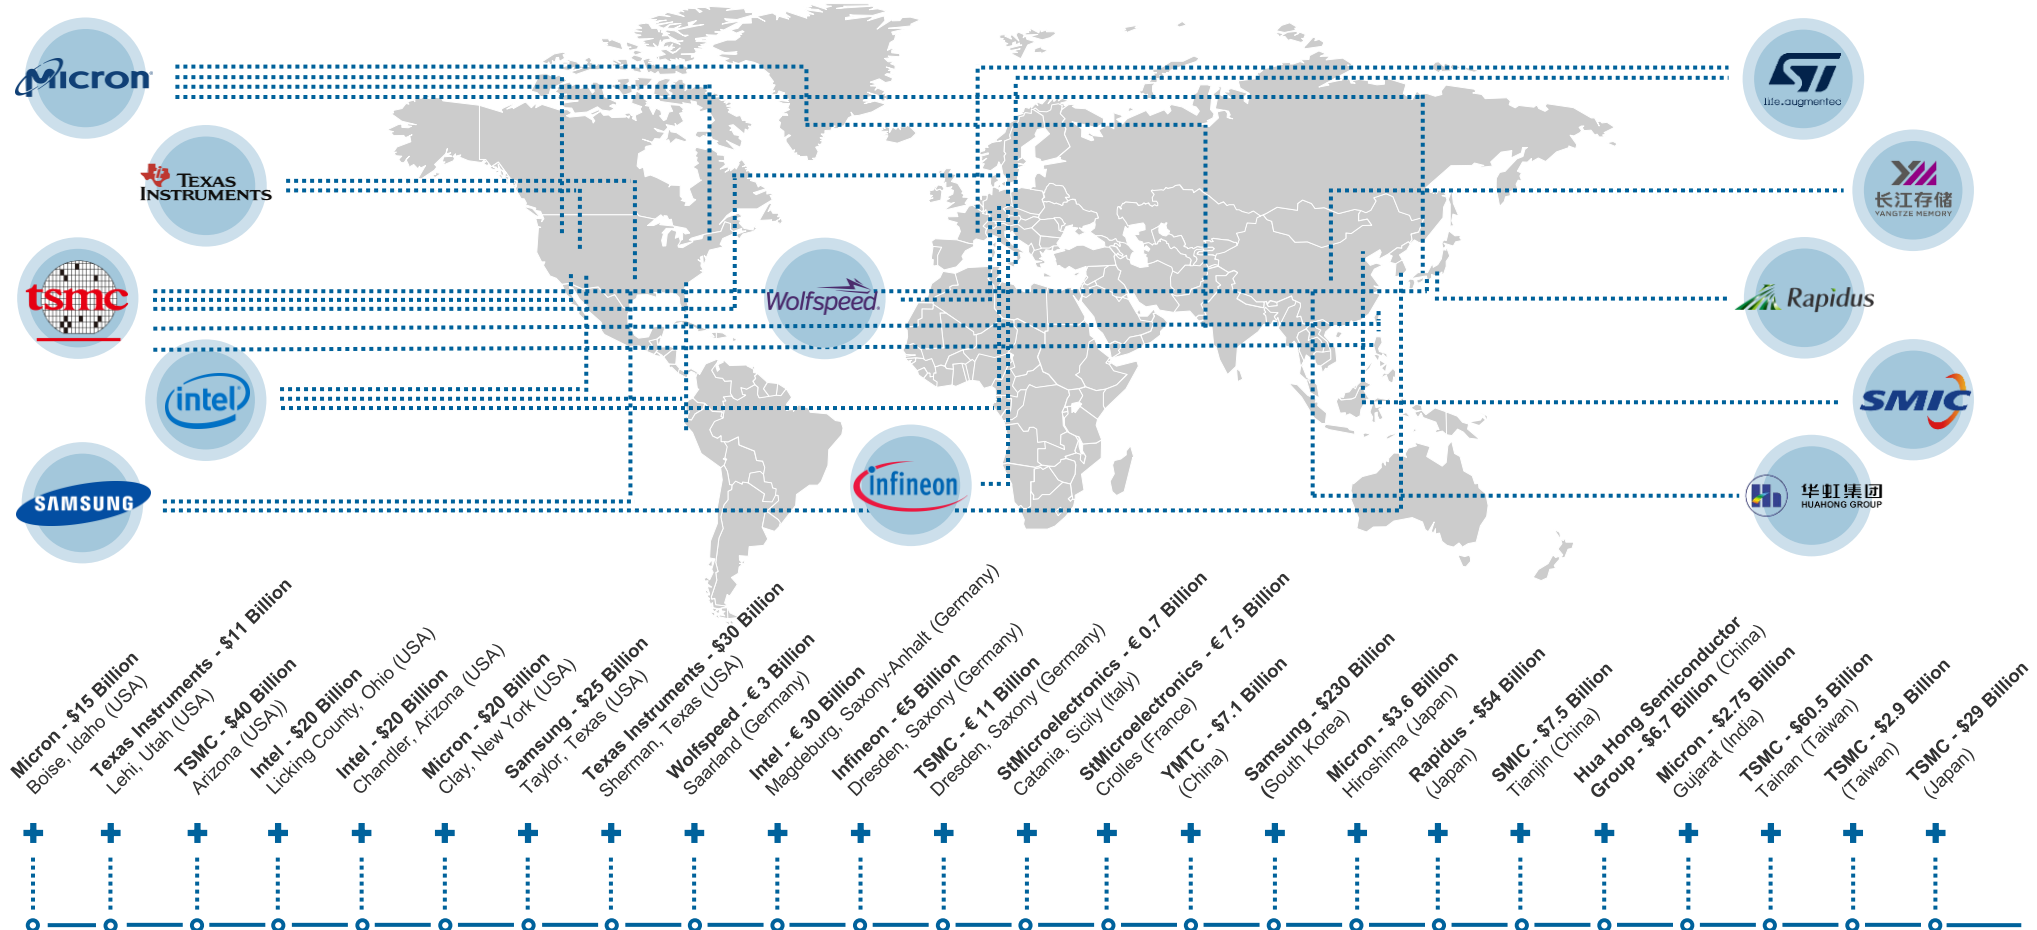 Micron
life.augmented
TEXAS
INSTRUMENTS
长江存储
YANGTZE MEMORY
tsmc
Wolfspeed
Rapidus
intel
SMIC
SAMSUNG
infineon
华虹集团
HUAHONG GROUP
Micron - $15 Billion
Boise, Idaho (USA)
Texas Instruments - $11 Billion
Lehi, Utah (USA)
TSMC - $40 Billion
Arizona (USA))
Intel - $20 Billion
Licking County, Ohio (USA)
Intel - $20 Billion
Chandler, Arizona (USA)
Micron - $20 Billion
Clay, New York (USA)
Samsung - $25 Billion
Taylor, Texas (USA)
Texas Instruments - $30 Billion
Sherman, Texas (USA)
Wolfspeed - € 3 Billion
Saarland (Germany)
Intel - € 30 Billion
Magdeburg, Saxony-Anhalt (Germany)
Infineon - €5 Billion
Dresden, Saxony (Germany)
TSMC - € 11 Billion
Dresden, Saxony (Germany)
StMicroelectronics - € 0.7 Billion
Catania, Sicily (Italy)
StMicroelectronics - € 7.5 Billion
Crolles (France)
YMTC - $7.1 Billion
(China)
Samsung - $230 Billion
(South Korea)
Micron - $3.6 Billion
Hiroshima (Japan)
Rapidus - $54 Billion
(Japan)
SMIC - $7.5 Billion
Tianjin (China)
Hua Hong Semiconductor
Group - $6.7 Billion (China)
Micron - $2.75 Billion
Gujarat (India)
TSMC - $60.5 Billion
Tainan (Taiwan)
TSMC - $2.9 Billion
(Taiwan)
TSMC - $29 Billion
(Japan)